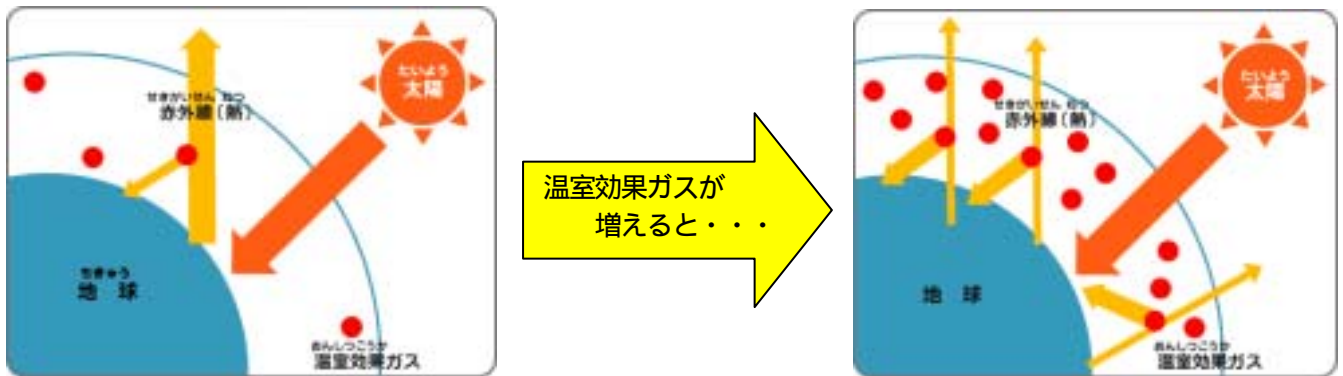 たいよう
太陽
せきがいせん ねつ
赤外線（熱）
ちきゅう
地 球
おんしつこうか
温室効果ガス
温室効果ガスが
増えると・・・
たいよう
太陽
せきがいせん ねつ
赤外線（熱）
地 球
おんしつこうか
温室効果ガス